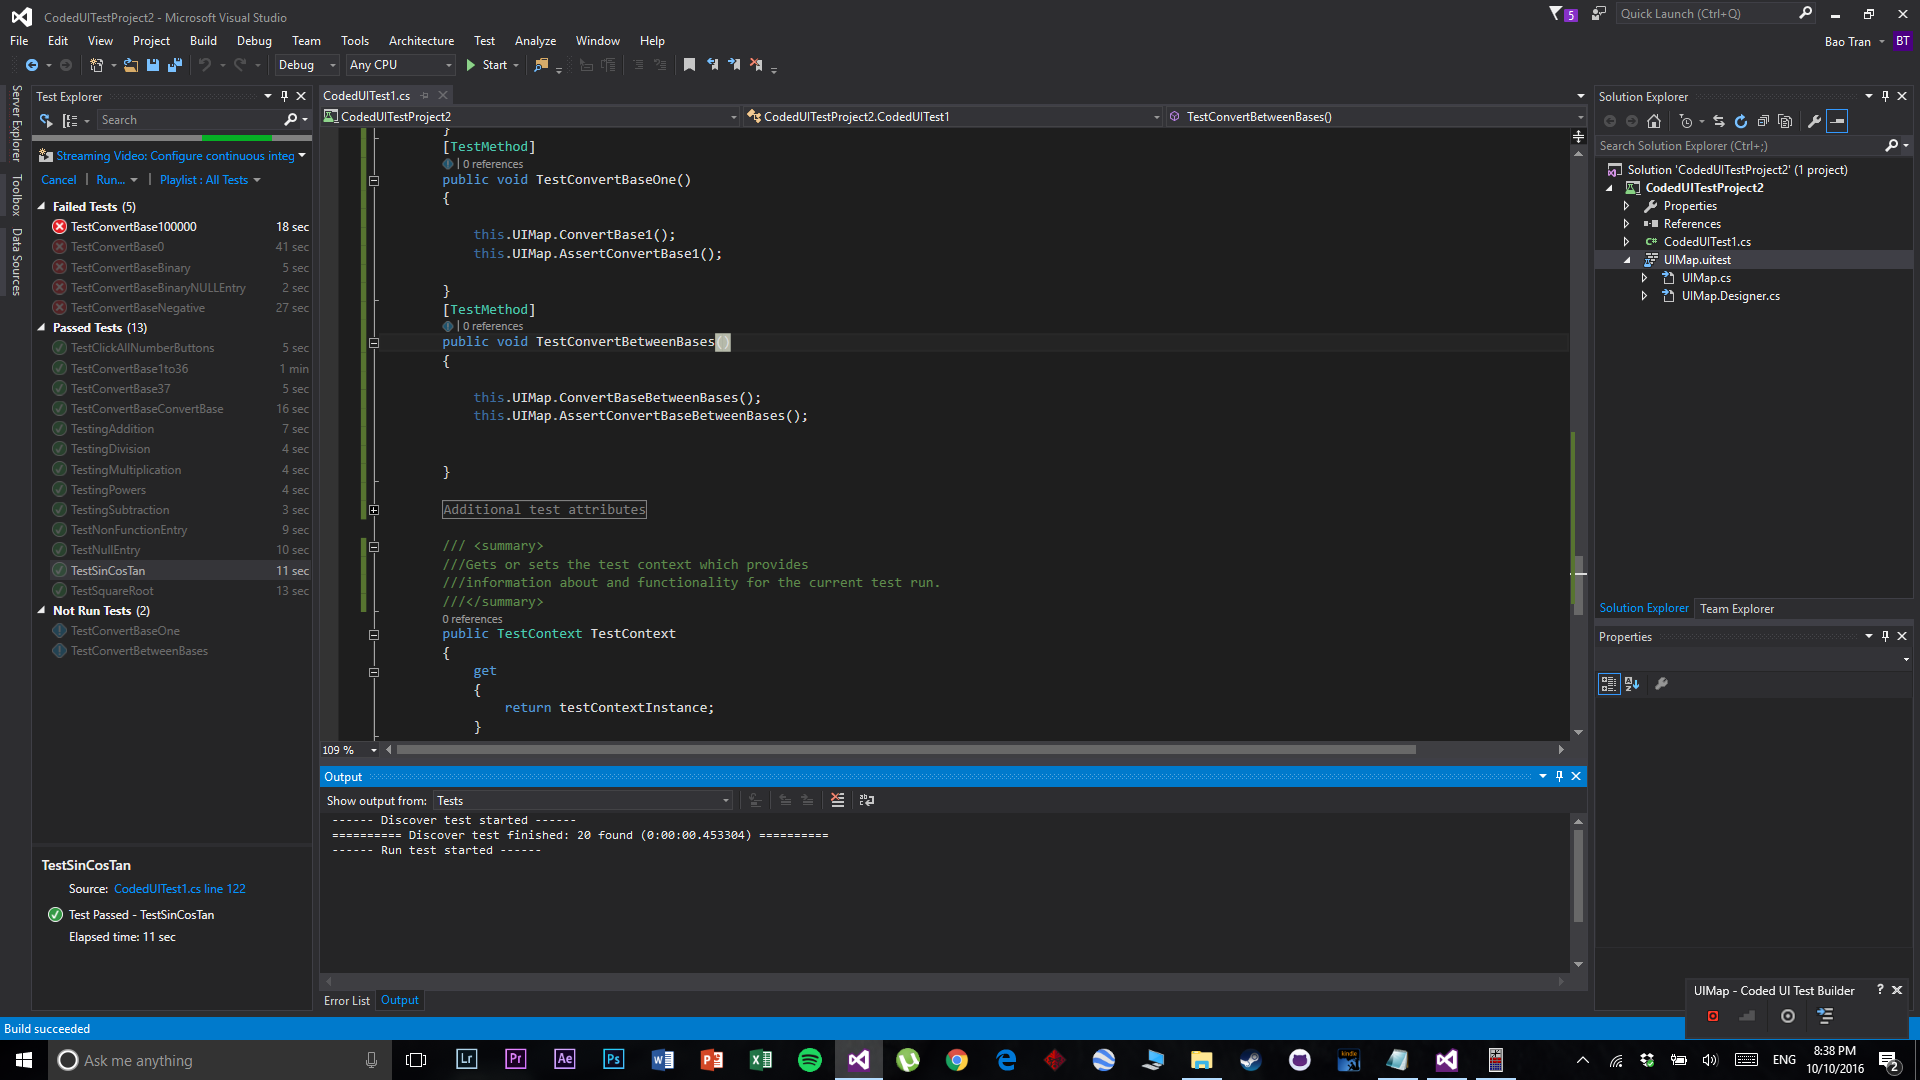 CodedUITestProject2 - Microsoft Visual Studio
5
Quick Launch (Ctrl+Q)
File Edit View Project Build Debug Team Tools Architecture Test Analyze Window Help
Bao Tran BT
Debug Any CPU Start
Server Explorer
Toolbox
Data Sources
Test Explorer
Search
Streaming Video: Configure continuous integ
Cancel | Run... | Playlist : All Tests
Failed Tests (5)
TestConvertBase100000 18 sec
TestConvertBase0 41 sec
TestConvertBaseBinary 5 sec
TestConvertBaseBinaryNULLEntry 2 sec
TestConvertBaseNegative 27 sec
Passed Tests (13)
TestClickAllNumberButtons 5 sec
TestConvertBase1to36 1 min
TestConvertBase37 5 sec
TestConvertBaseConvertBase 16 sec
TestingAddition 7 sec
TestingDivision 4 sec
TestingMultiplication 4 sec
TestingPowers 4 sec
TestingSubtraction 3 sec
TestNonFunctionEntry 9 sec
TestNullEntry 10 sec
TestSinCosTan 11 sec
TestSquareRoot 13 sec
Not Run Tests (2)
TestConvertBaseOne
TestConvertBetweenBases
TestSinCosTan
Source: CodedUITest1.cs line 122
Test Passed - TestSinCosTan
Elapsed time: 11 sec
CodedUITest1.cs
CodedUITestProject2 CodedUITestProject2.CodedUITest1 TestConvertBetweenBases()
}
[TestMethod]
| 0 references
public void TestConvertBaseOne()
{
this.UIMap.ConvertBase1();
this.UIMap.AssertConvertBase1();
}
[TestMethod]
| 0 references
public void TestConvertBetweenBases()
{
this.UIMap.ConvertBaseBetweenBases();
this.UIMap.AssertConvertBaseBetweenBases();
}
Additional test attributes
/// <summary>
///Gets or sets the test context which provides
///information about and functionality for the current test run.
///</summary>
0 references
public TestContext TestContext
{
get
{
return testContextInstance;
}
109 %
Output
Show output from: Tests
------ Discover test started ------
========== Discover test finished: 20 found (0:00:00.453304) ==========
------ Run test started ------
Error List Output
Solution Explorer
Search Solution Explorer (Ctrl+;)
Solution 'CodedUITestProject2' (1 project)
CodedUITestProject2
Properties
References
C# CodedUITest1.cs
UIMap.uitest
UIMap.cs
UIMap.Designer.cs
Solution Explorer Team Explorer
Properties
UIMap - Coded UI Test Builder ? 
Build succeeded
Ask me anything
Lr Pr Ae Ps
kindle
ENG
8:38 PM
10/10/2016
2